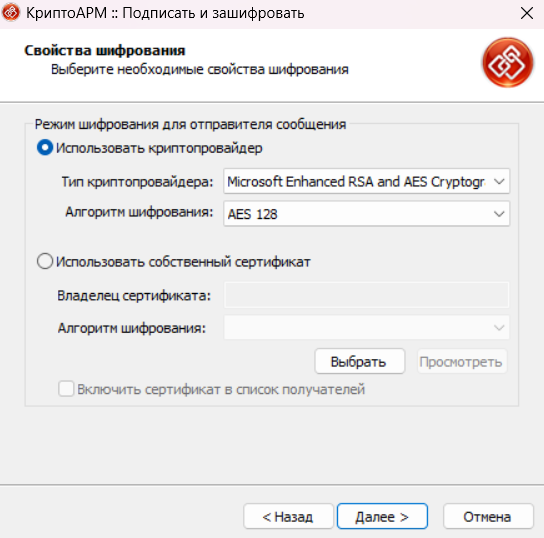 КриптоАРМ :: Подписать и зашифровать
Свойства шифрования
Выберите необходимые свойства шифрования
Режим шифрования для отправителя сообщения
Использовать криптопровайдер
Тип криптопровайдера: Microsoft Enhanced RSA and AES Cryptogr
Алгоритм шифрования: AES 128
Использовать собственный сертификат
Владелец сертификата:
Алгоритм шифрования:
Выбрать Просмотреть
Включить сертификат в список получателей
< Назад Далее > Отмена